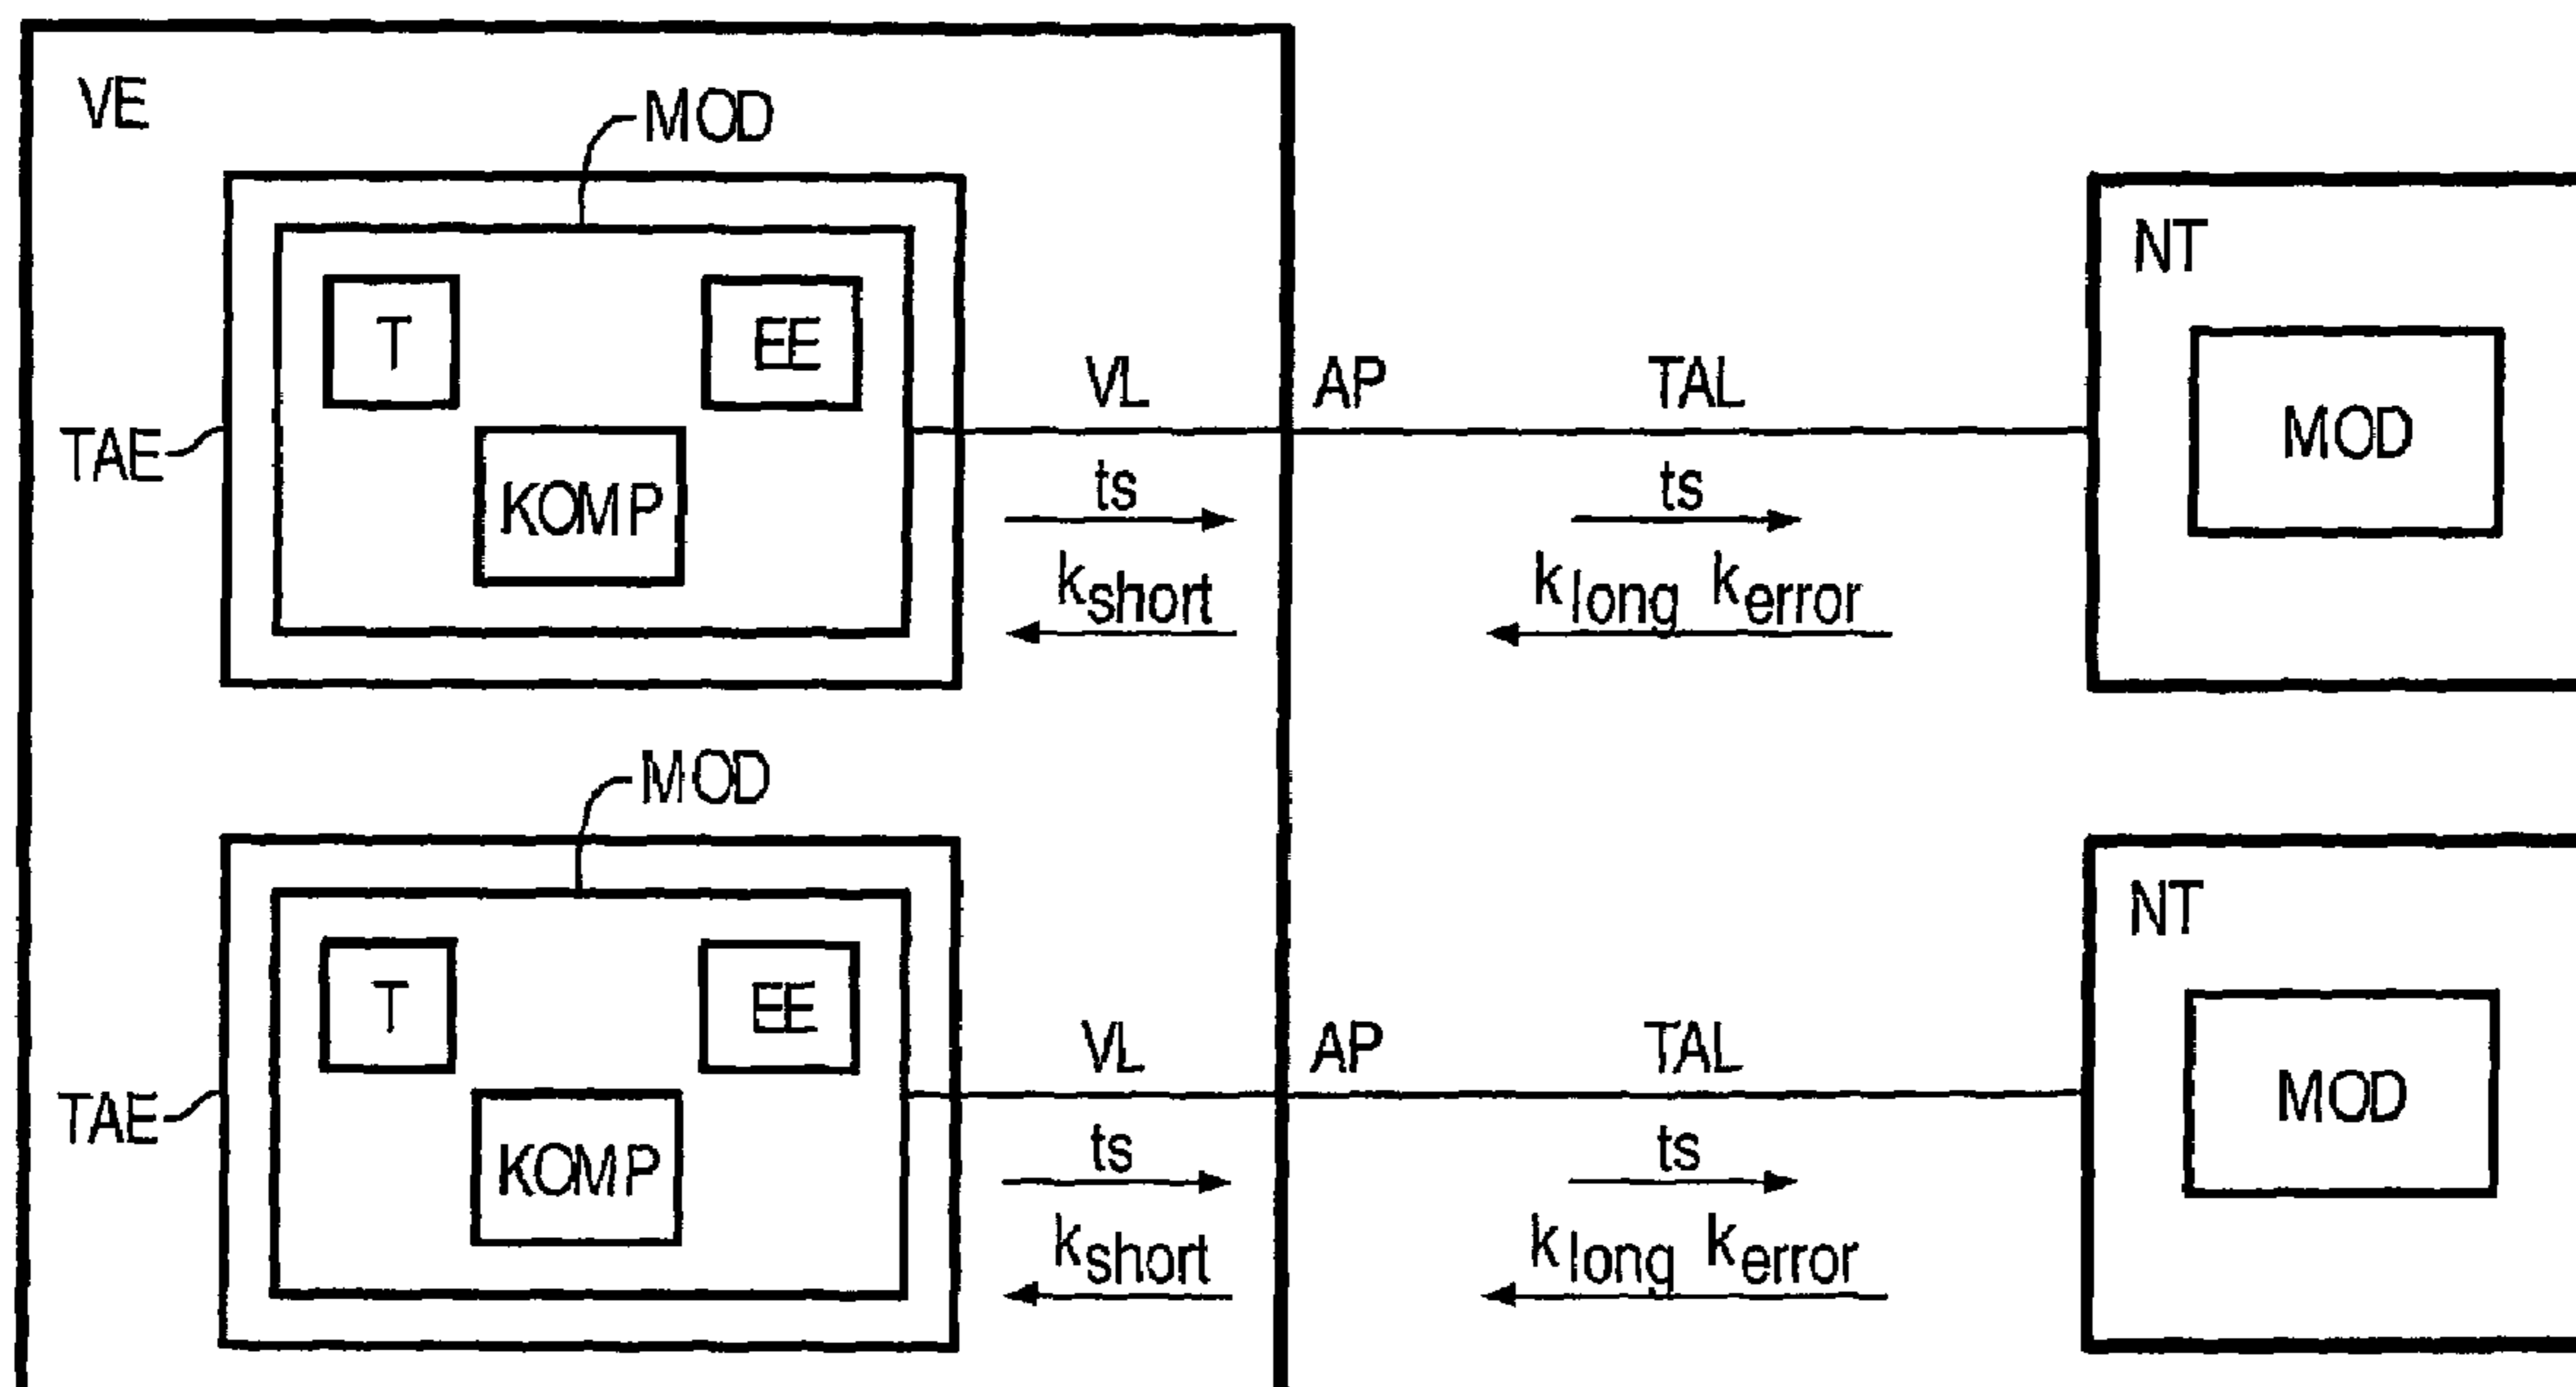 VE
MOD
NT
T
EE
VL
AP
TAL
MOD
TAE
ts
ts
KOMP
kshort
klong kerror
MOD
NT
T
EE
VL
AP
TAL
MOD
TAE
ts
ts
KOMP
kshort
klong kerror